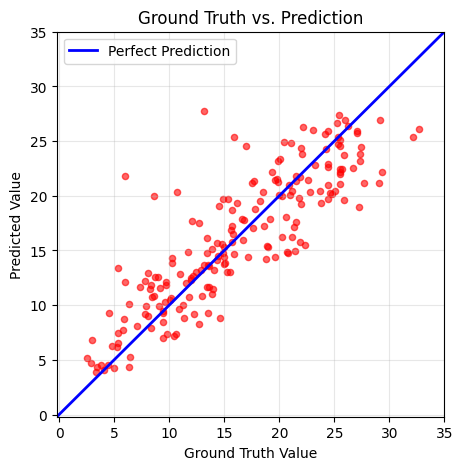 Ground Truth vs. Prediction
Perfect Prediction
35
30
25
20
15
10
5
0
Predicted Value
0 5 10 15 20 25 30 35
Ground Truth Value